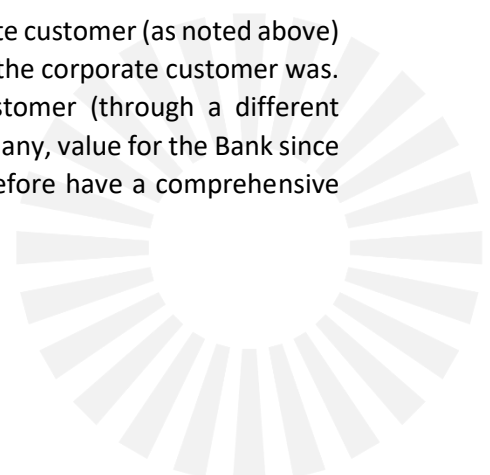 te customer (as noted above)
the corporate customer was.
stomer (through a different
any, value for the Bank since
efore have a comprehensive